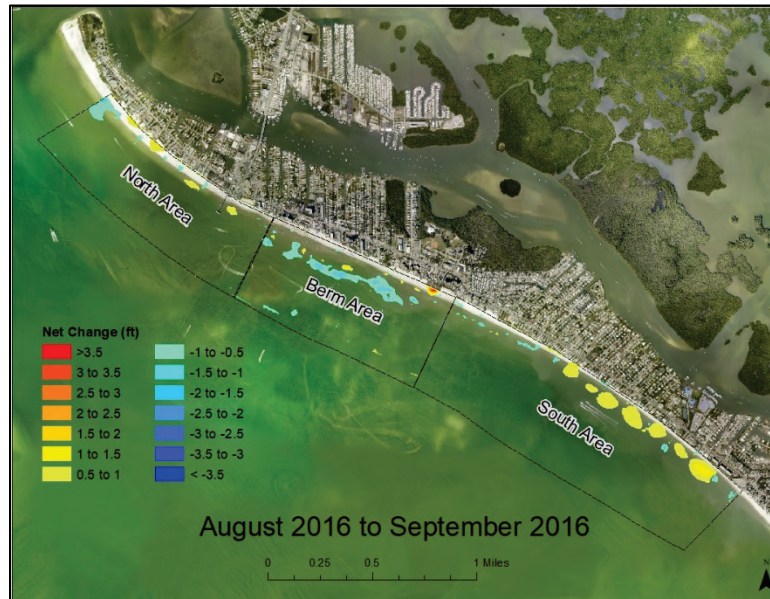 North Area
Berm Area
South Area
Net Change (ft)
>3.5
3 to 3.5
2.5 to 3
2 to 2.5
1.5 to 2
1 to 1.5
0.5 to 1
-1 to -0.5
-1.5 to -1
-2 to -1.5
-2.5 to -2
-3 to -2.5
-3.5 to -3
< -3.5
August 2016 to September 2016
0 0.25 0.5 1 Miles
N